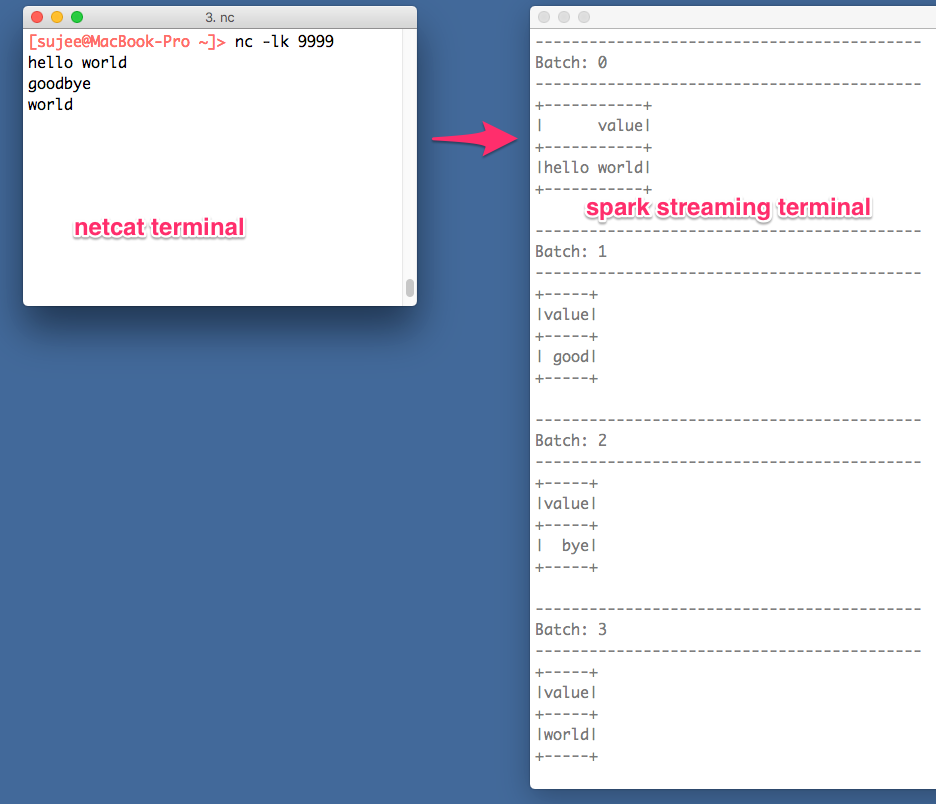 3. nc
[sujee@MacBook-Pro ~]> nc -lk 9999
hello world
goodbye
world
netcat terminal
-------------------------------------------
Batch: 0
-------------------------------------------
+-----------+
|      value|
+-----------+
|hello world|
+-----------+
spark streaming terminal
-------------------------------------------
Batch: 1
-------------------------------------------
+-----+
|value|
+-----+
| good|
+-----+
-------------------------------------------
Batch: 2
-------------------------------------------
+-----+
|value|
+-----+
|  bye|
+-----+
-------------------------------------------
Batch: 3
-------------------------------------------
+-----+
|value|
+-----+
|world|
+-----+